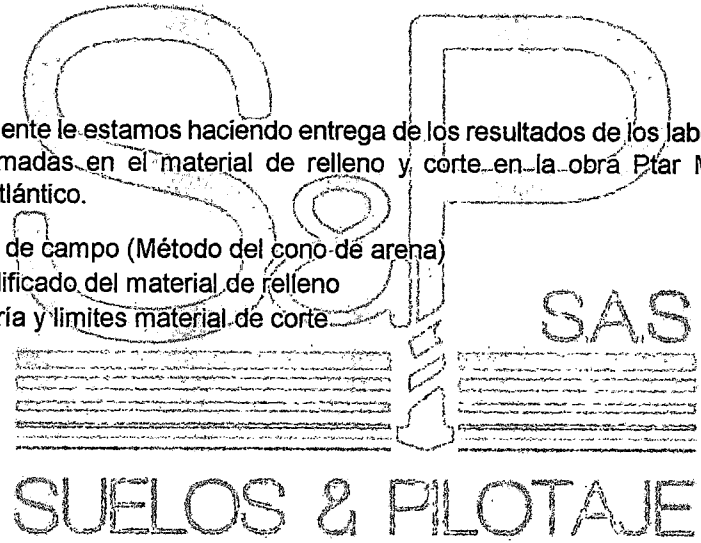 ente le estamos haciendo entrega de los resultados de los lab
madas en el material de relleno y corte en la obra Ptar M
tlántico.
de campo (Método del cono de arena)
lificado del material de relleno
ría y limites material de corte
S&P
S.A.S
SUELOS & PILOTAJE